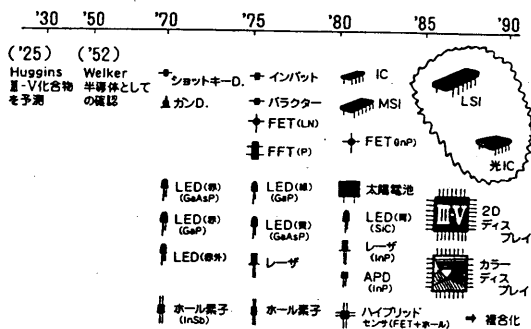 1930 '50 '70 '75 '80 '85 '90
('25) ('52)
Huggins
Ⅲ-V化合物
を予測
Welker
半導体として
の確認
ショットキーD.
ガンD.
LED(赤)
(GaAsP)
LED(赤)
(GaP)
LED(赤外)
ホール素子
(InSb)
インパット
バラクター
FET(LN)
FFT(P)
LED(緑)
(GaP)
LED(黄)
(GaAsP)
レーザ
ホール素子
IC
MSI
FET(InP)
太陽電池
LED(青)
(SiC)
レーザ
(InP)
APD
(InP)
ハイブリッド
センサ(FET+ホール)
LSI
光IC
Ⅲ-V
2D
ディス
プレイ
カラー
ディス
プレイ
➡ 複合化